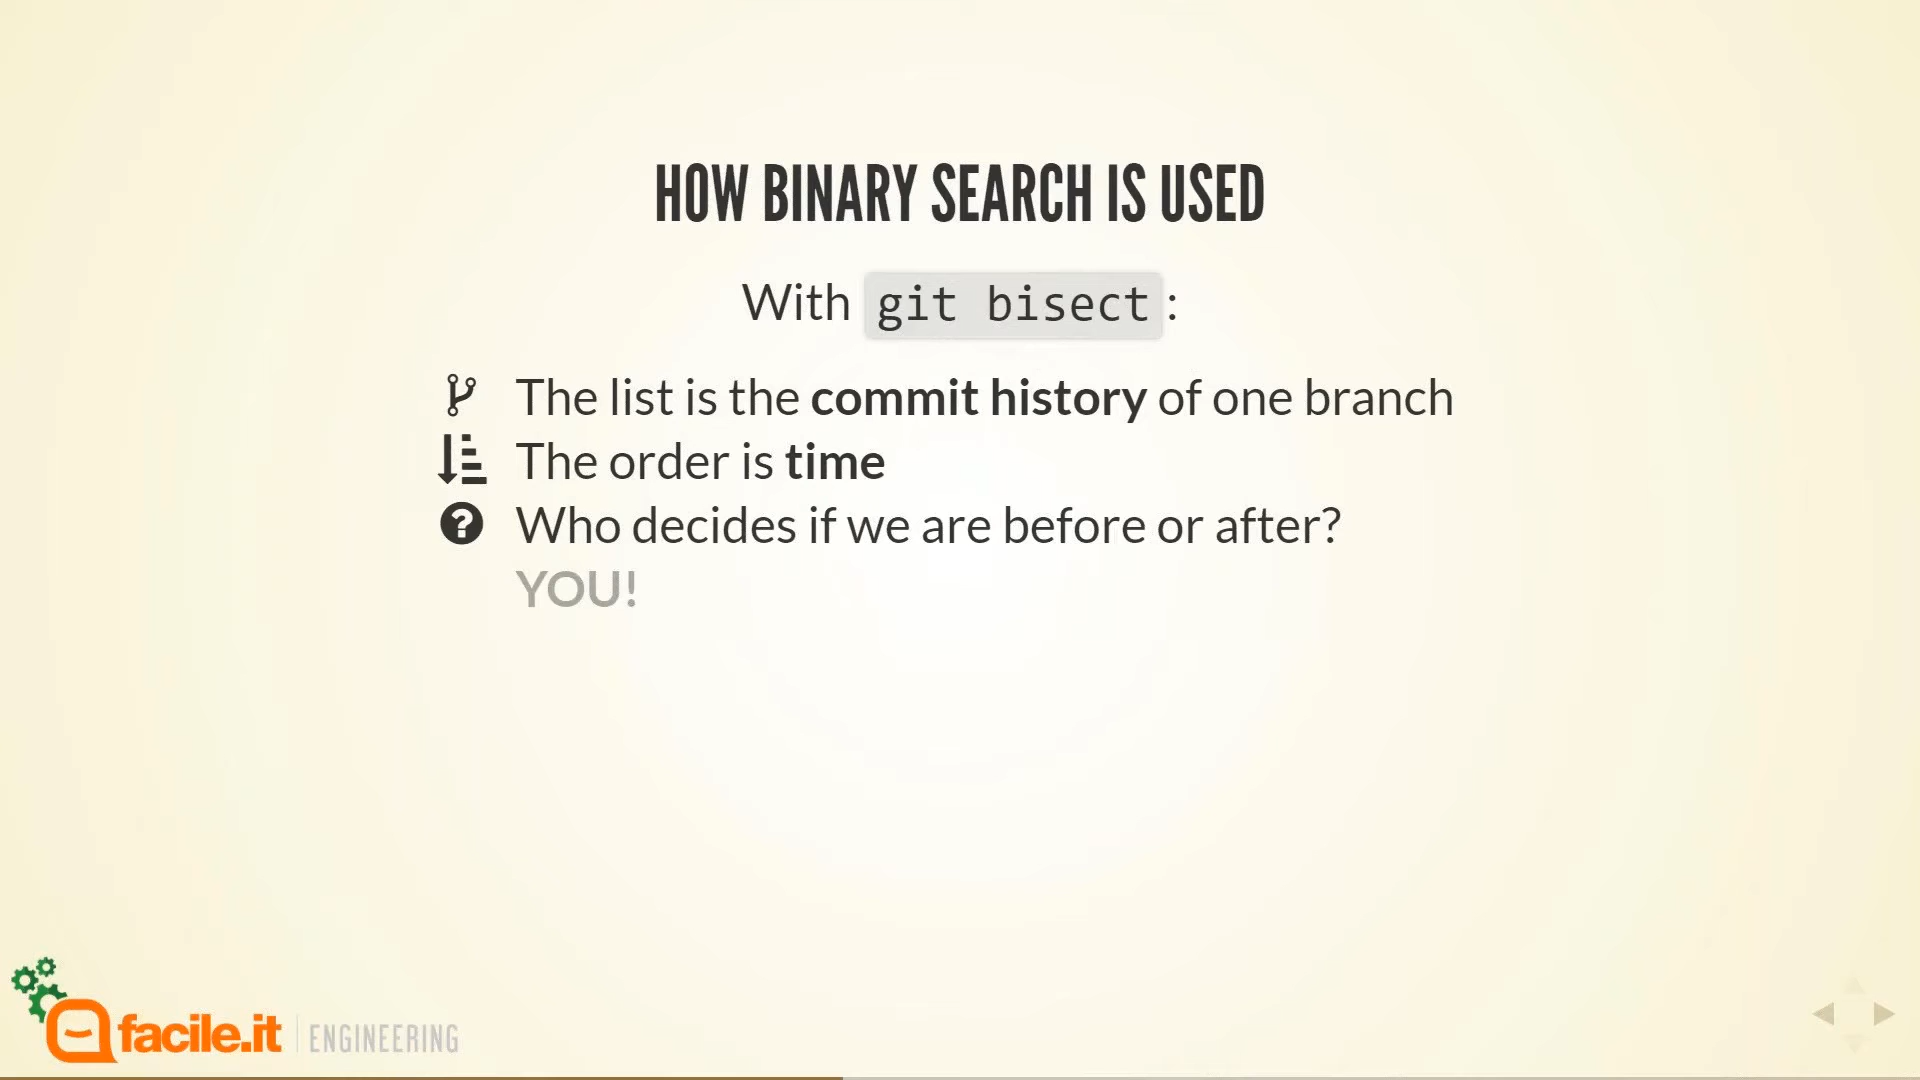 HOW BINARY SEARCH IS USED
With git bisect:
The list is the commit history of one branch
The order is time
Who decides if we are before or after?
YOU!
facile.it | ENGINEERING